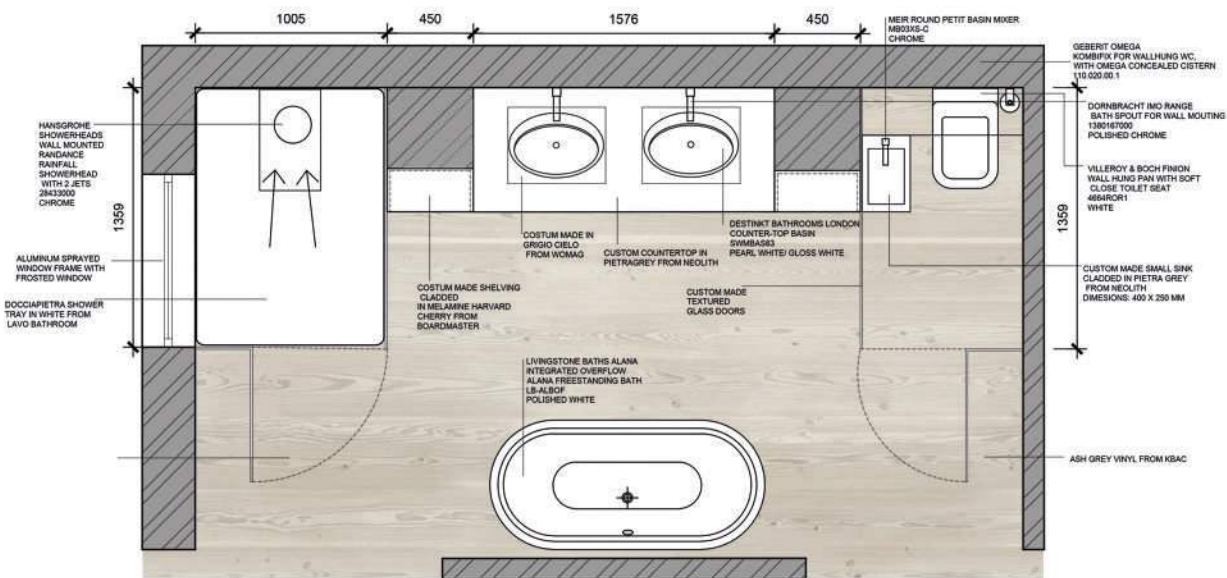 1005
450
1576
450
MEIR ROUND PETIT BASIN MIXER
MB03XS-C
CHROME
GEBERIT OMEGA
KOMBIFIX FOR WALLHUNG WC,
WITH OMEGA CONCEALED CISTERN
110.020.00.1
DORNBRACHT IMO RANGE
BATH SPOUT FOR WALL MOUTING
1380167000
POLISHED CHROME
VILLEROY & BOCH FINION
WALL HUNG PAN WITH SOFT
CLOSE TOILET SEAT
4664ROR1
WHITE
HANSGROHE
SHOWERHEADS
WALL MOUNTED
RANDANCE
RAINFALL
SHOWERHEAD
WITH 2 JETS
28433000
CHROME
1359
1359
ALUMINUM SPRAYED
WINDOW FRAME WITH
FROSTED WINDOW
DOCCIAPIETRA SHOWER
TRAY IN WHITE FROM
LAVO BATHROOM
COSTUM MADE IN
GRIGIO CIELO
FROM WOMAG
CUSTOM COUNTERTOP IN
PIETRAGREY FROM NEOLITH
DESTINKT BATHROOMS LONDON
COUNTER-TOP BASIN
SWMBAS83
PEARL WHITE/ GLOSS WHITE
CUSTOM MADE SMALL SINK
CLADDED IN PIETRA GREY
FROM NEOLITH
DIMESIONS: 400 X 250 MM
COSTUM MADE SHELVING
CLADDED
IN MELAMINE HARVARD
CHERRY FROM
BOARDMASTER
CUSTOM MADE
TEXTURED
GLASS DOORS
LIVINGSTONE BATHS ALANA
INTEGRATED OVERFLOW
ALANA FREESTANDING BATH
LB-ALBOF
POLISHED WHITE
ASH GREY VINYL FROM KBAC